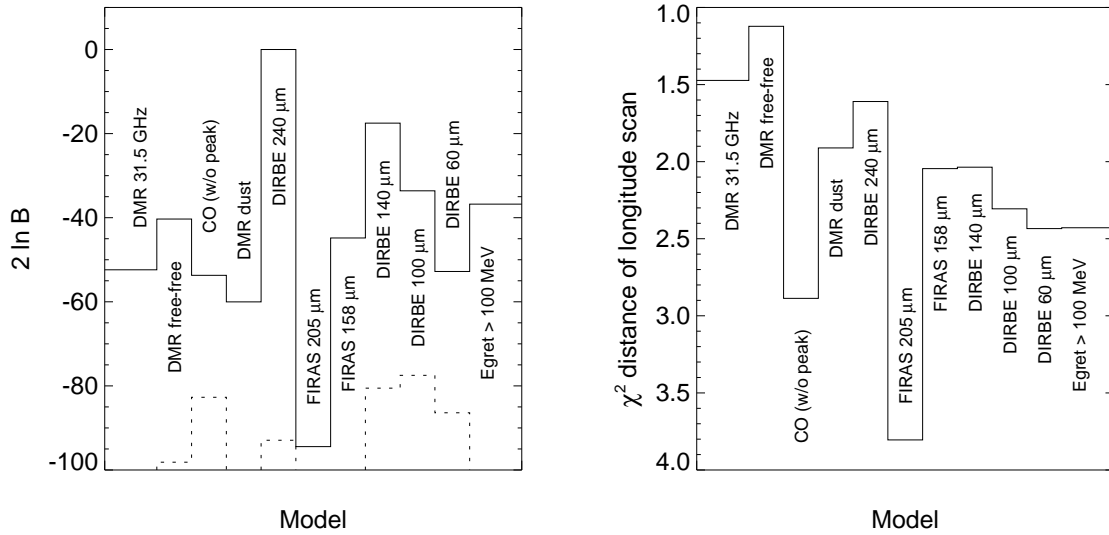 2 ln B
0
-20
-40
-60
-80
-100
DMR 31.5 GHz
DMR free-free
CO (w/o peak)
DMR dust
DIRBE 240 μm
FIRAS 205 μm
FIRAS 158 μm
DIRBE 140 μm
DIRBE 100 μm
DIRBE 60 μm
Egret > 100 MeV
Model
χ² distance of longitude scan
1.0
1.5
2.0
2.5
3.0
3.5
4.0
DMR 31.5 GHz
DMR free-free
CO (w/o peak)
DMR dust
DIRBE 240 μm
FIRAS 205 μm
FIRAS 158 μm
DIRBE 140 μm
DIRBE 100 μm
DIRBE 60 μm
Egret > 100 MeV
Model